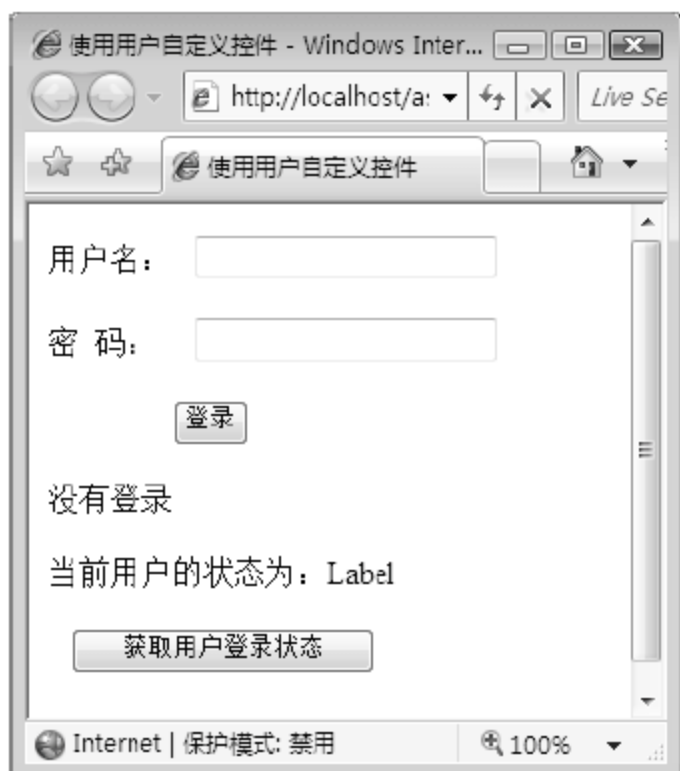 使用用户自定义控件 - Windows Inter...
http://localhost/a:
Live Se
使用用户自定义控件
用户名：
密 码：
登录
没有登录
当前用户的状态为：Label
获取用户登录状态
Internet | 保护模式: 禁用
100%